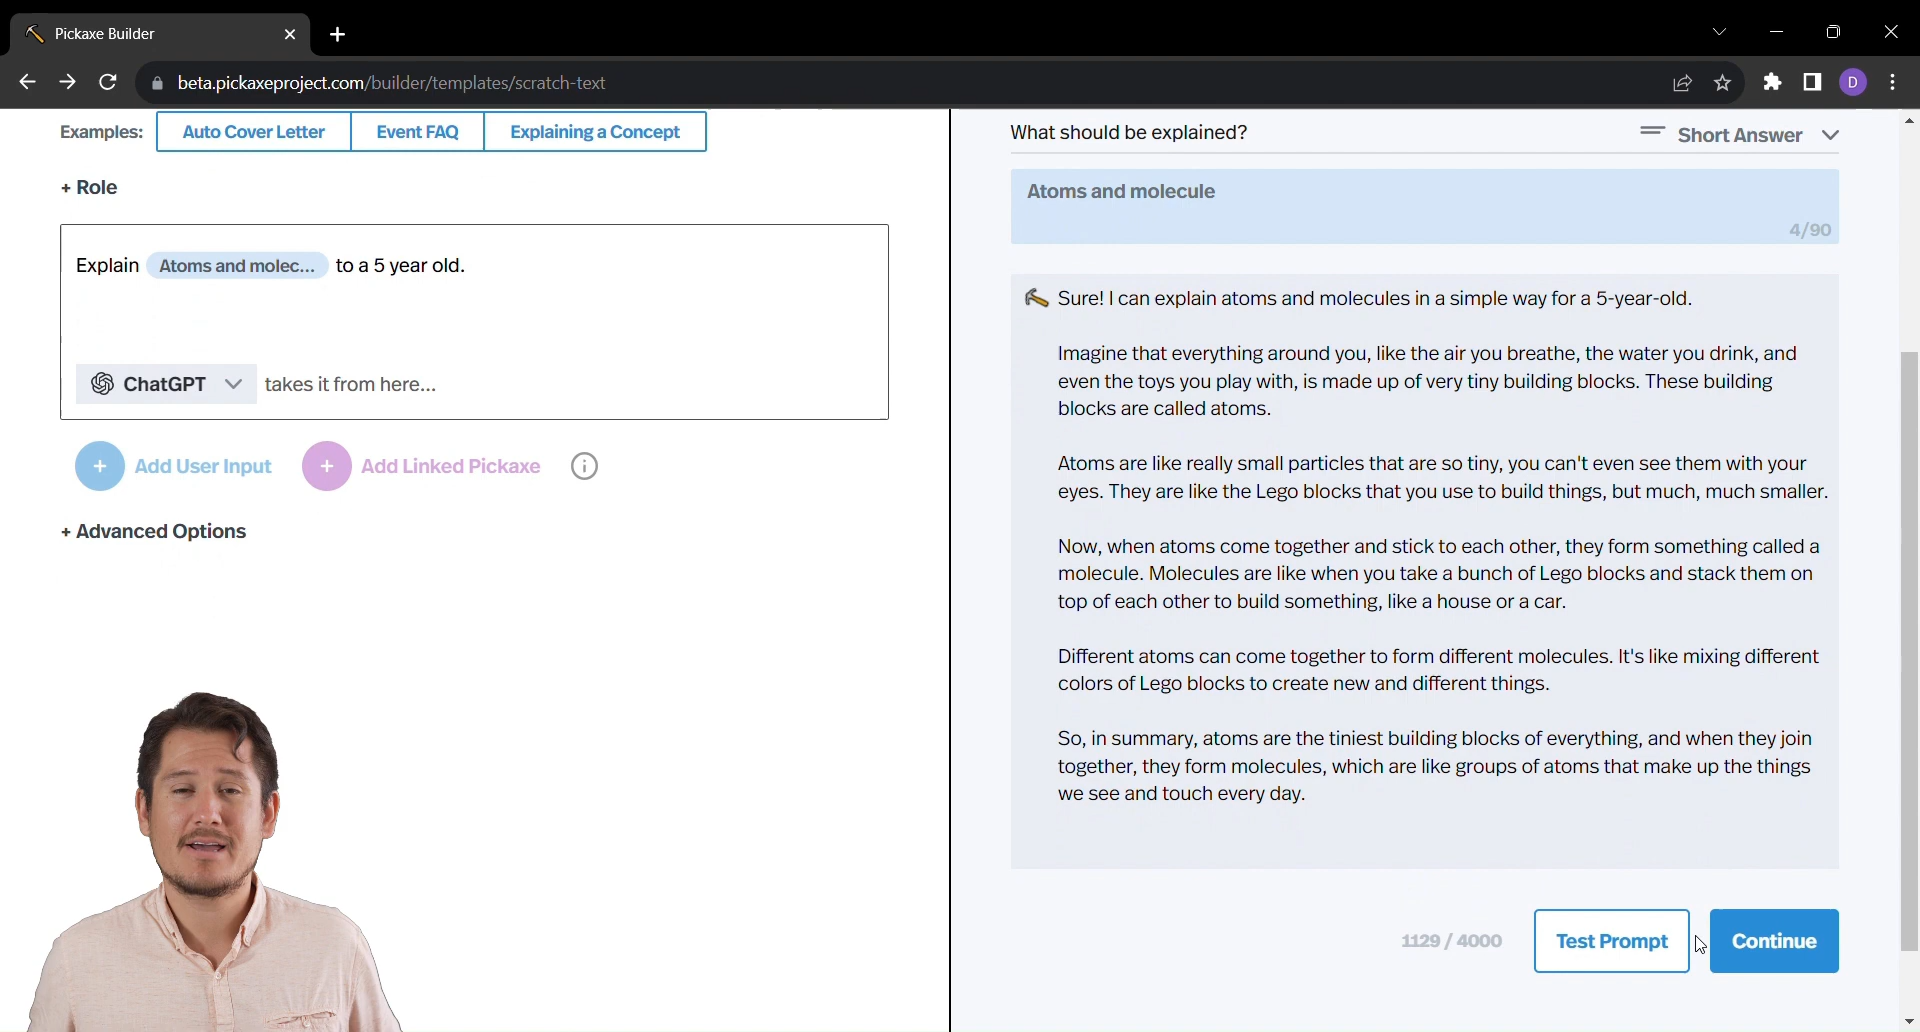 Pickaxe Builder
beta.pickaxeproject.com/builder/templates/scratch-text
D
Examples:
Auto Cover Letter
Event FAQ
Explaining a Concept
+ Role
Explain Atoms and molec... to a 5 year old.
ChatGPT takes it from here...
+ Add User Input
+ Add Linked Pickaxe
i
+ Advanced Options
What should be explained?
Short Answer
Atoms and molecule
4/90
Sure! I can explain atoms and molecules in a simple way for a 5-year-old.
Imagine that everything around you, like the air you breathe, the water you drink, and
even the toys you play with, is made up of very tiny building blocks. These building
blocks are called atoms.
Atoms are like really small particles that are so tiny, you can't even see them with your
eyes. They are like the Lego blocks that you use to build things, but much, much smaller.
Now, when atoms come together and stick to each other, they form something called a
molecule. Molecules are like when you take a bunch of Lego blocks and stack them on
top of each other to build something, like a house or a car.
Different atoms can come together to form different molecules. It's like mixing different
colors of Lego blocks to create new and different things.
So, in summary, atoms are the tiniest building blocks of everything, and when they join
together, they form molecules, which are like groups of atoms that make up the things
we see and touch every day.
1129 / 4000
Test Prompt
Continue